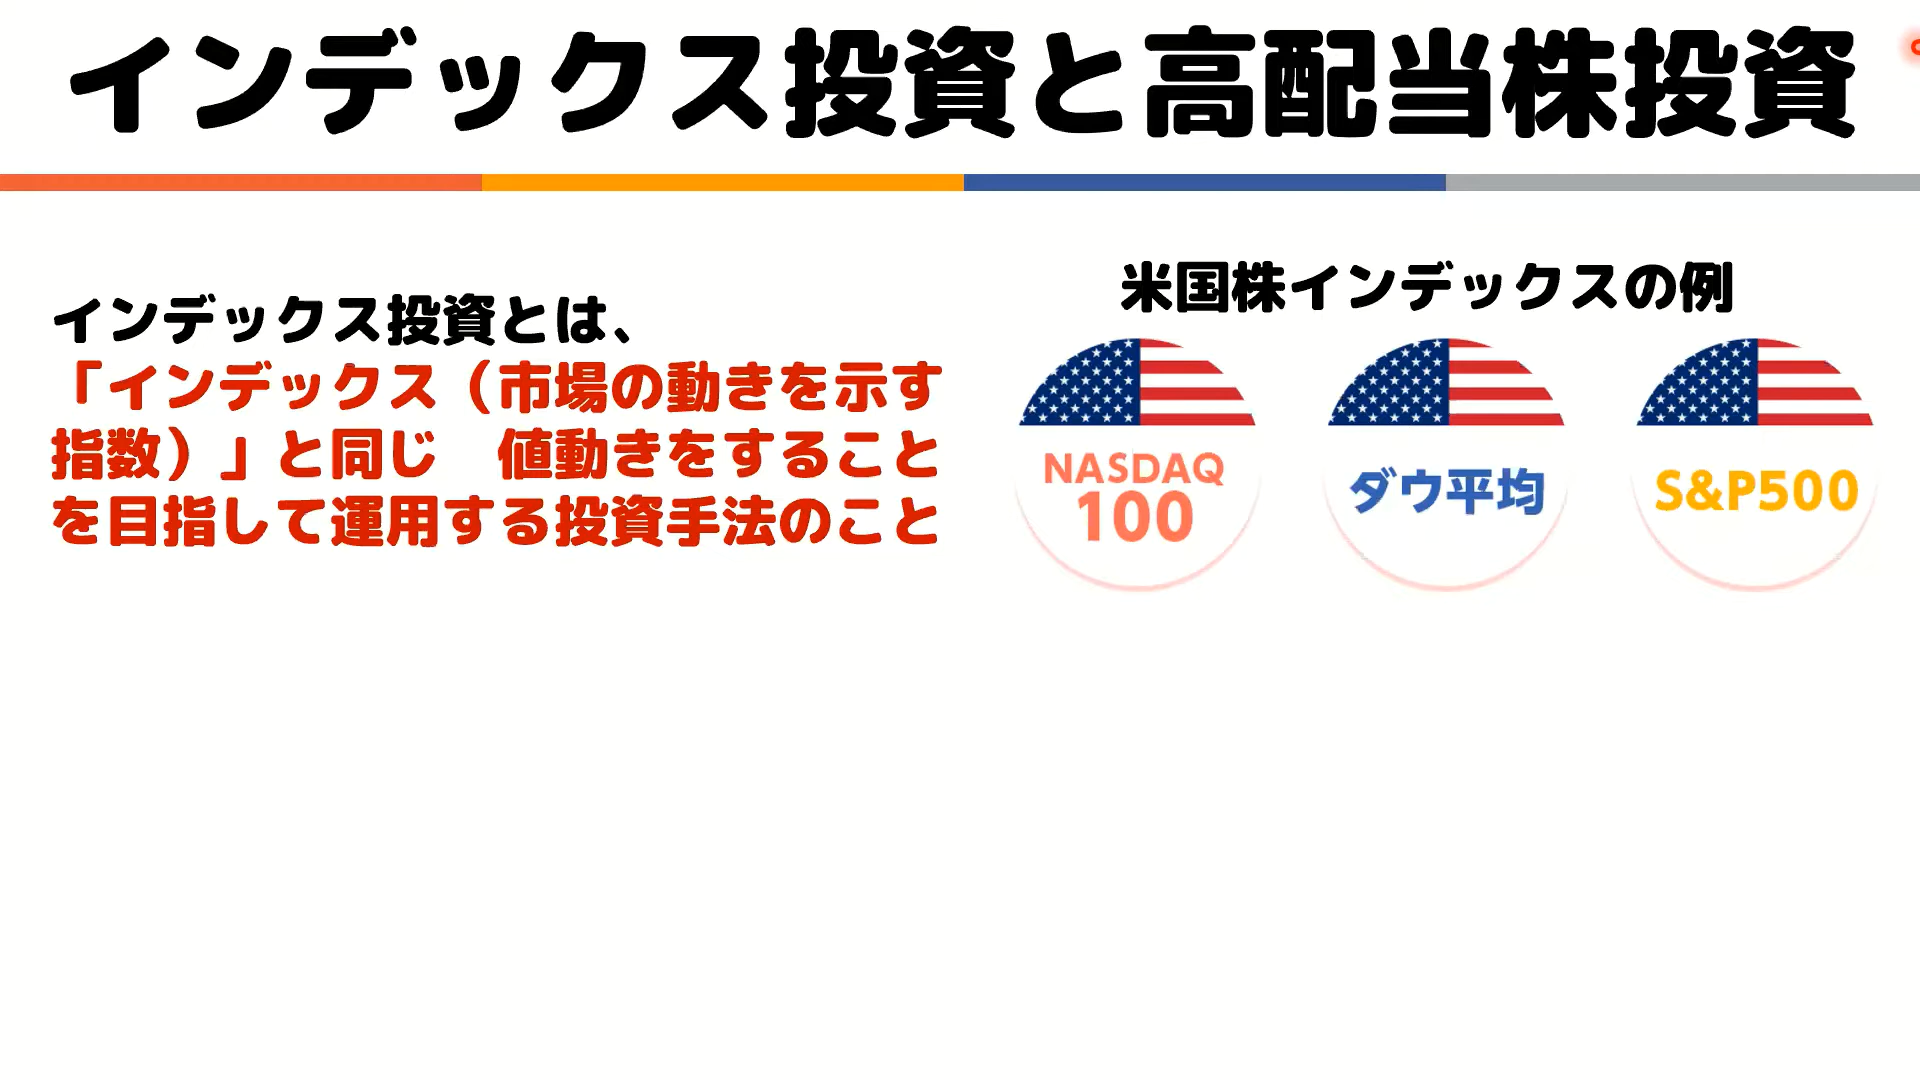 インデックス投資と高配当株投資
インデックス投資とは、
「インデックス（市場の動きを示す
指数）」と同じ　値動きをすること
を目指して運用する投資手法のこと
米国株インデックスの例
NASDAQ
100
ダウ平均
S&P500